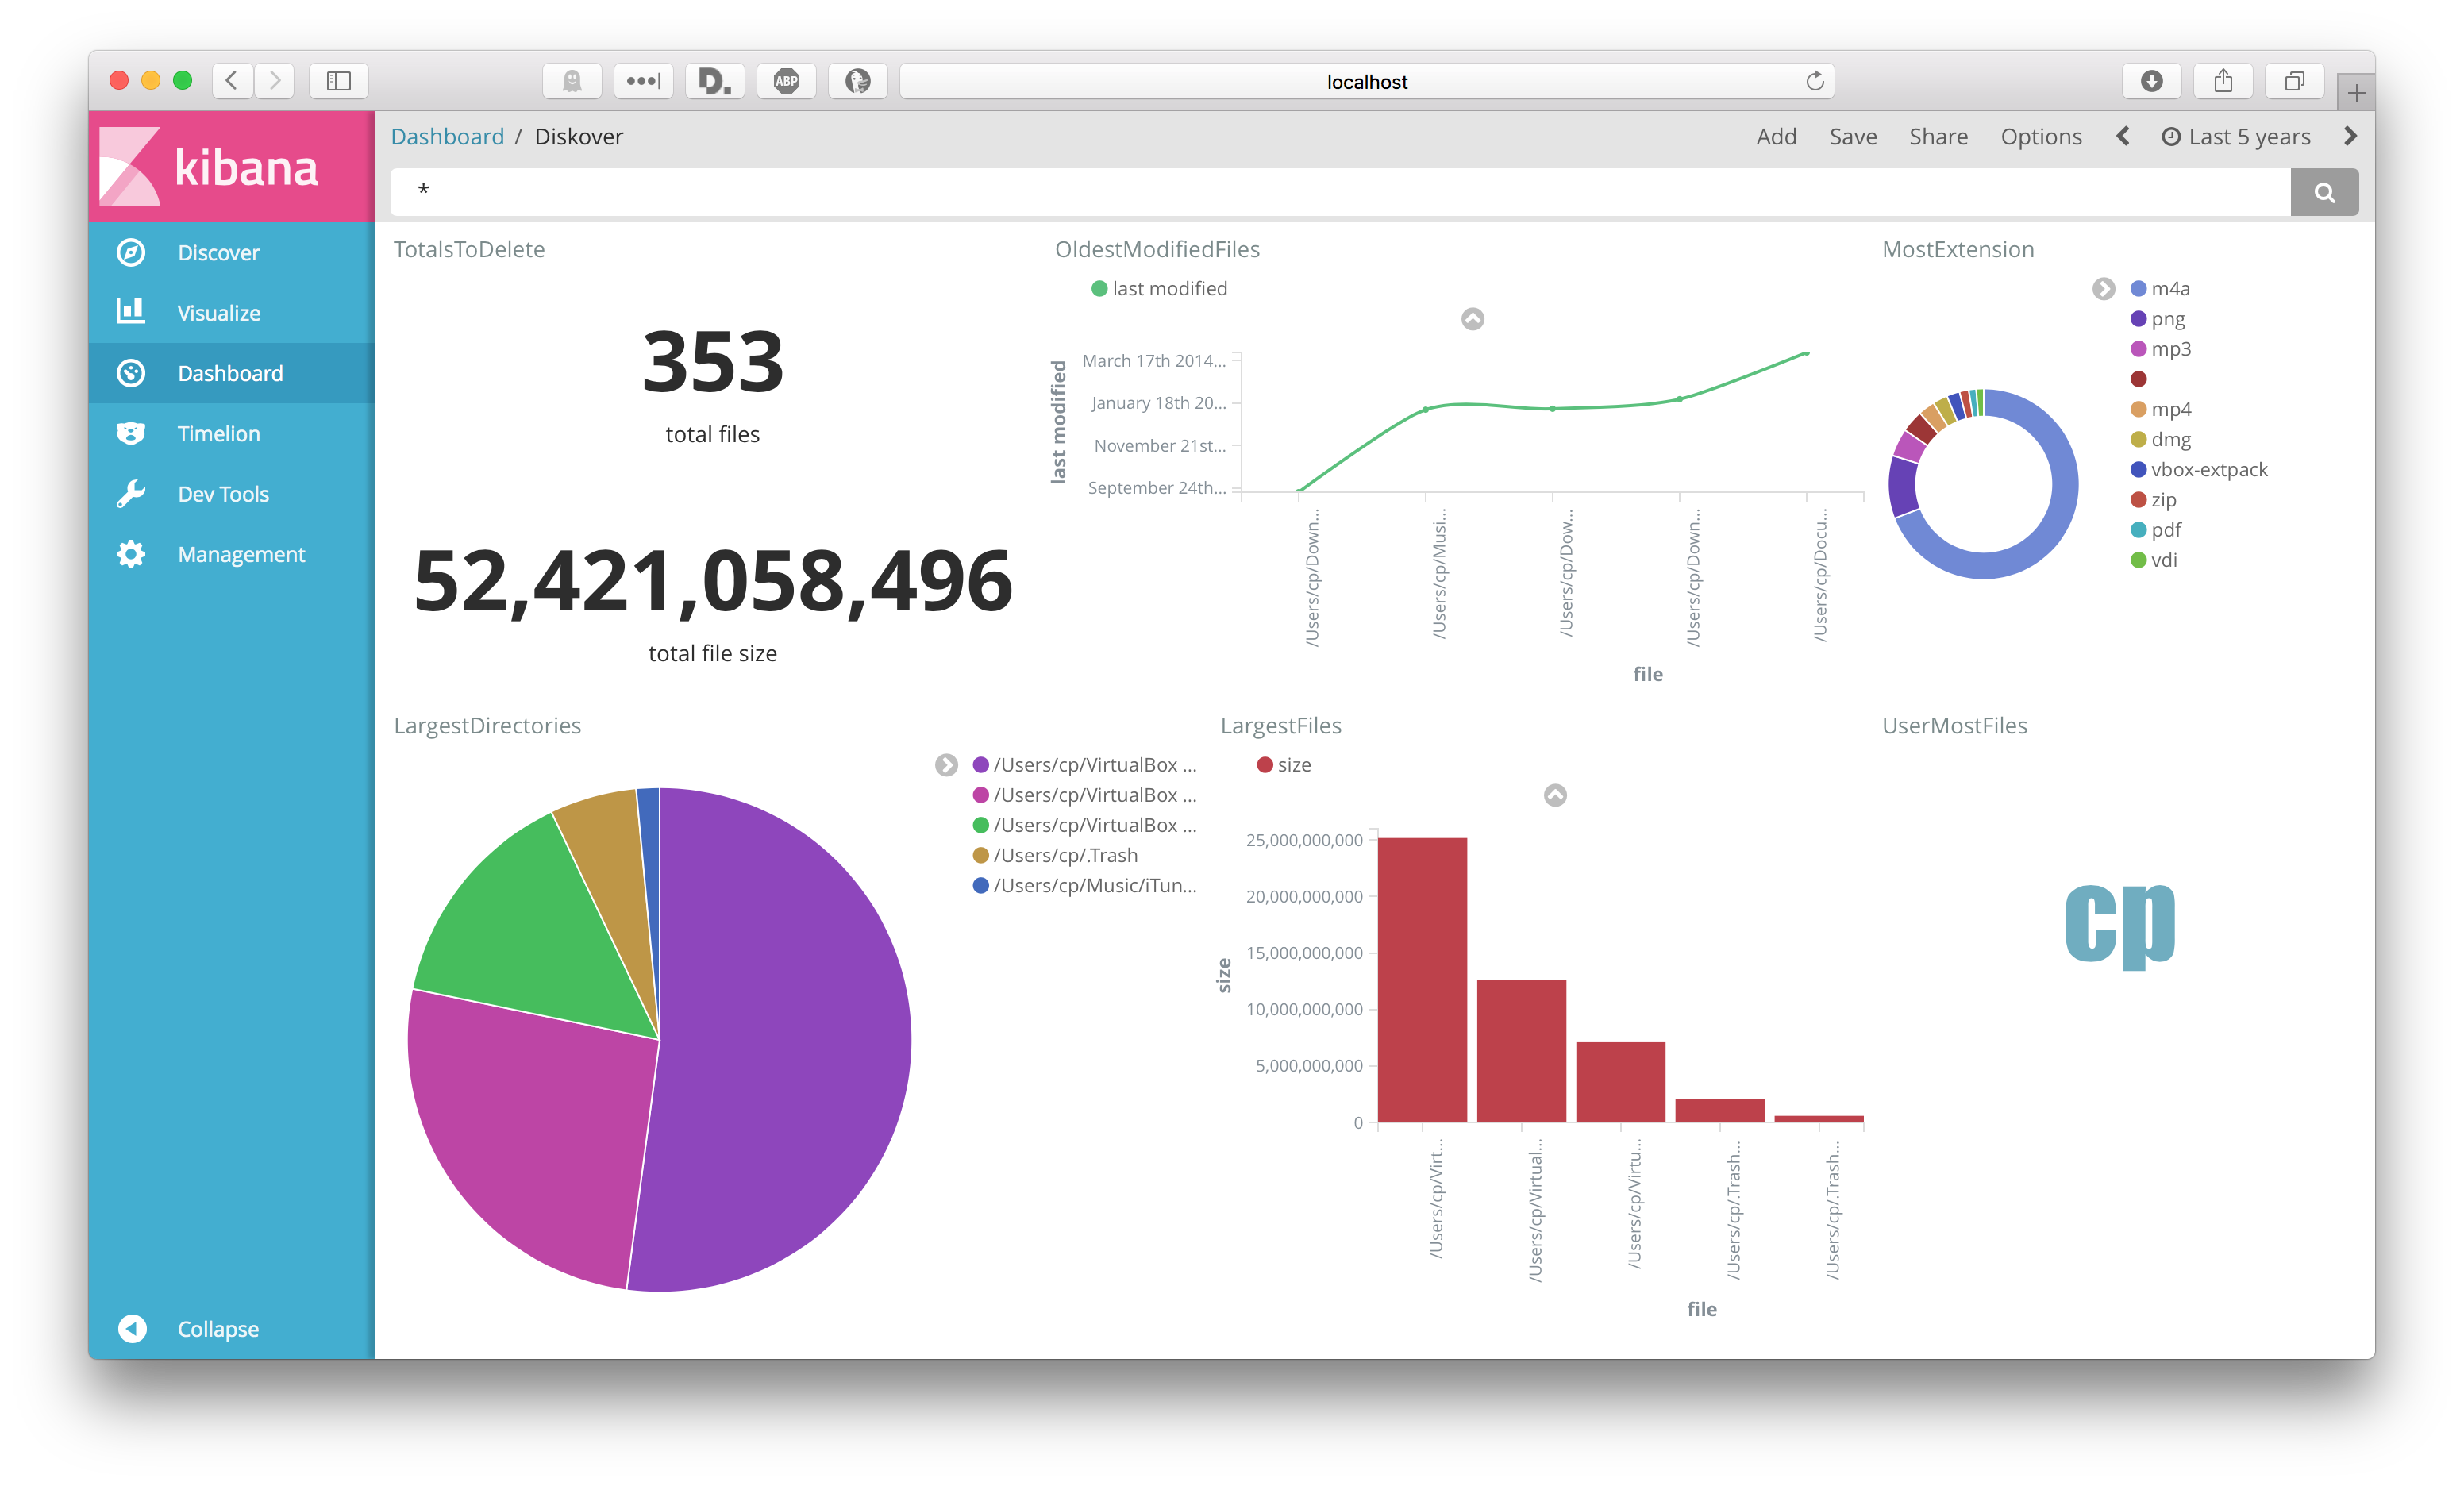 ABP
D.
localhost
kibana
Dashboard / Diskover
Add Save Share Options Last 5 years
*
Discover
Visualize
Dashboard
Timelion
Dev Tools
Management
Collapse
TotalsToDelete
353
total files
52,421,058,496
total file size
OldestModifiedFiles
last modified
last modified
March 17th 2014...
January 18th 20...
November 21st...
September 24th...
/Users/cp/Down...
/Users/cp/Musi...
/Users/cp/Dow...
/Users/cp/Down...
/Users/cp/Docu...
file
MostExtension
m4a
png
mp3
mp4
dmg
vbox-extpack
zip
pdf
vdi
LargestDirectories
/Users/cp/VirtualBox ...
/Users/cp/VirtualBox ...
/Users/cp/VirtualBox ...
/Users/cp/.Trash
/Users/cp/Music/iTun...
LargestFiles
size
size
25,000,000,000
20,000,000,000
15,000,000,000
10,000,000,000
5,000,000,000
0
/Users/cp/Virt...
/Users/cp/Virtual...
/Users/cp/Virtu...
/Users/cp/.Trash...
/Users/cp/.Trash...
file
UserMostFiles
cp